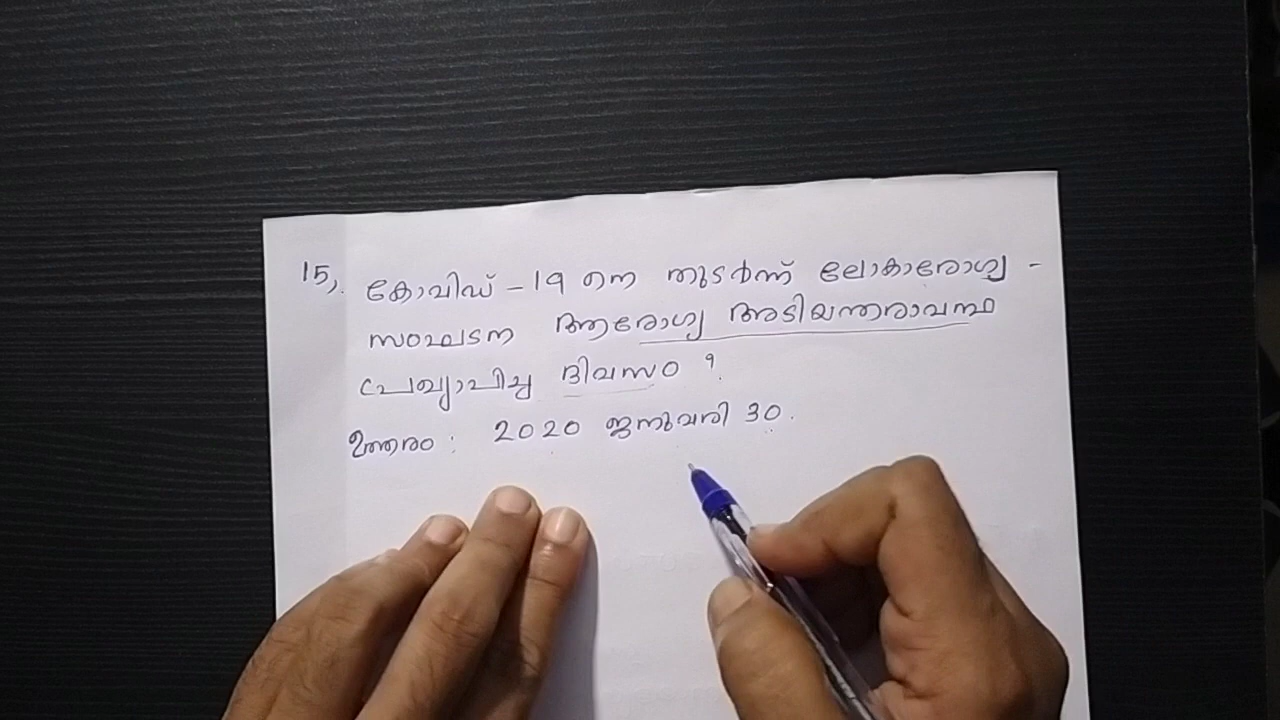 15, കോവിഡ് - 19 നെ തുടർന്ന് ലോകാരോഗ്യ -
സംഘടന ആരോഗ്യ അടിയന്തരാവസ്ഥ
പ്രഖ്യാപിച്ച ദിവസം ?
ഉത്തരം : 2020 ജനുവരി 30.